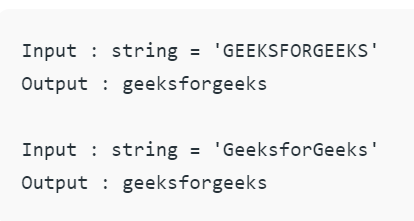 Input : string = 'GEEKSFORGEEKS'
Output : geeksforgeeks
Input : string = 'GeeksforGeeks'
Output : geeksforgeeks